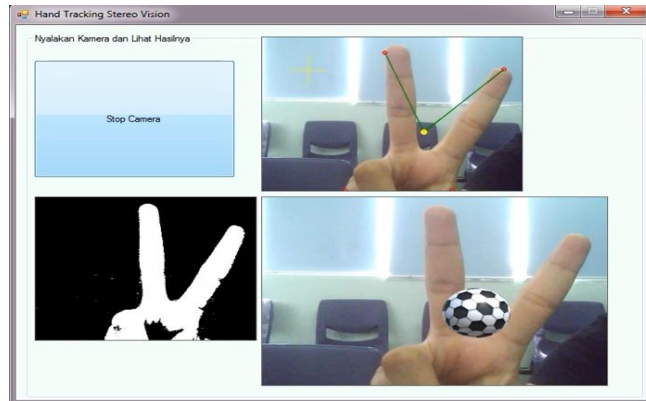 Hand Tracking Stereo Vision
Nyalakan Kamera dan Lihat Hasilnya
Stop Camera